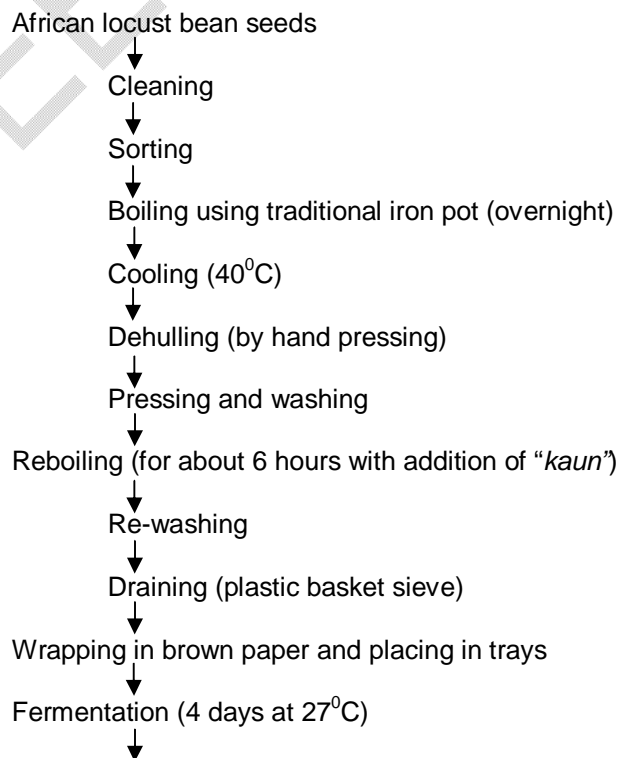 African locust bean seeds
Cleaning
Sorting
Boiling using traditional iron pot (overnight)
Cooling (40⁰C)
Dehulling (by hand pressing)
Pressing and washing
Reboiling (for about 6 hours with addition of “kaun”)
Re-washing
Draining (plastic basket sieve)
Wrapping in brown paper and placing in trays
Fermentation (4 days at 27⁰C)